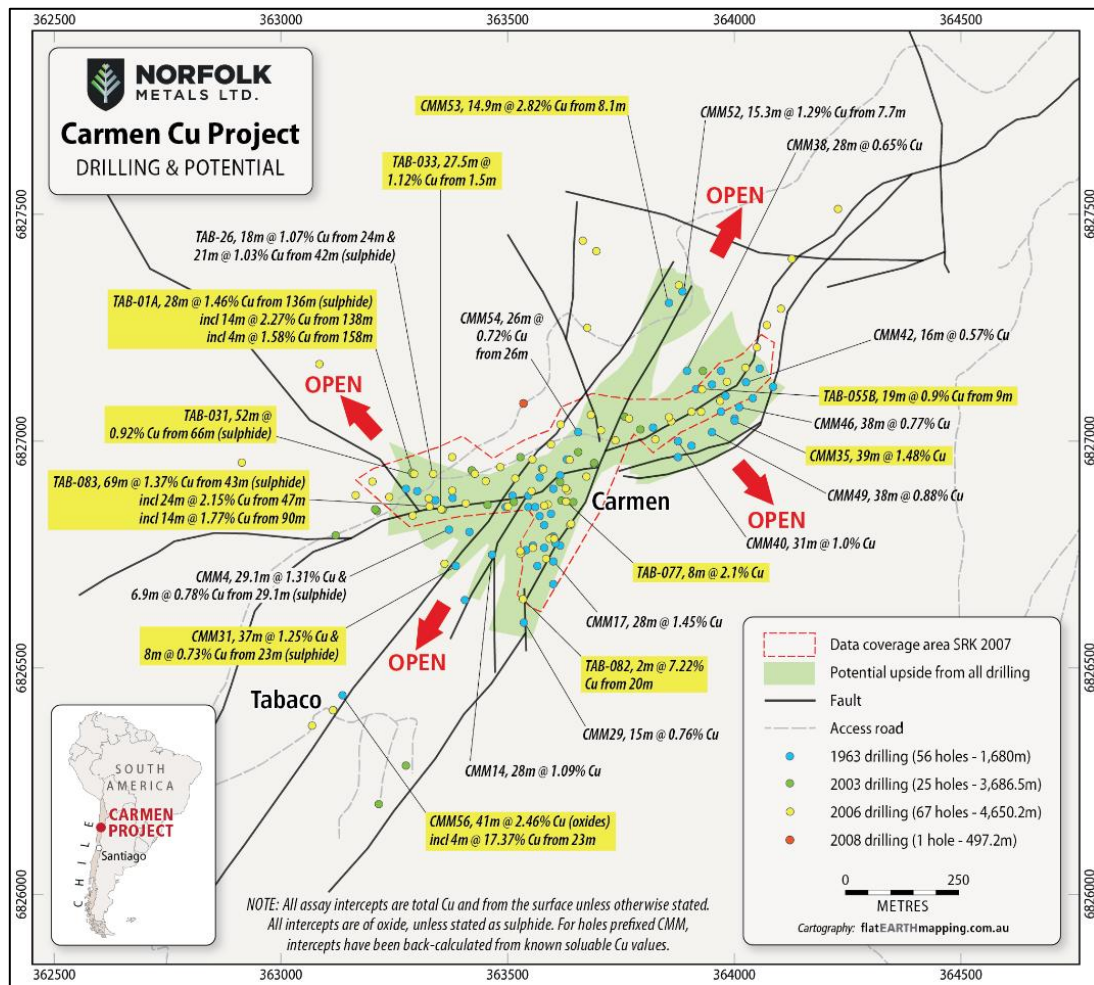 362500
363000
363500
364000
364500
NORFOLK
METALS LTD.
Carmen Cu Project
DRILLING & POTENTIAL
CMM53, 14.9m @ 2.82% Cu from 8.1m
CMM52, 15.3m @ 1.29% Cu from 7.7m
CMM38, 28m @ 0.65% Cu
TAB-033, 27.5m @
1.12% Cu from 1.5m
OPEN
6827500
6827500
TAB-26, 18m @ 1.07% Cu from 24m &
21m @ 1.03% Cu from 42m (sulphide)
TAB-01A, 28m @ 1.46% Cu from 136m (sulphide)
incl 14m @ 2.27% Cu from 138m
incl 4m @ 1.58% Cu from 158m
CMM54, 26m @
0.72% Cu
from 26m
CMM42, 16m @ 0.57% Cu
OPEN
TAB-055B, 19m @ 0.9% Cu from 9m
TAB-031, 52m @
0.92% Cu from 66m (sulphide)
CMM46, 38m @ 0.77% Cu
6827000
6827000
CMM35, 39m @ 1.48% Cu
TAB-083, 69m @ 1.37% Cu from 43m (sulphide)
incl 24m @ 2.15% Cu from 47m
incl 14m @ 1.77% Cu from 90m
CMM49, 38m @ 0.88% Cu
Carmen
OPEN
CMM40, 31m @ 1.0% Cu
CMM4, 29.1m @ 1.31% Cu &
6.9m @ 0.78% Cu from 29.1m (sulphide)
TAB-077, 8m @ 2.1% Cu
CMM17, 28m @ 1.45% Cu
CMM31, 37m @ 1.25% Cu &
8m @ 0.73% Cu from 23m (sulphide)
OPEN
TAB-082, 2m @ 7.22%
Cu from 20m
6826500
6826500
Tabaco
CMM29, 15m @ 0.76% Cu
CMM14, 28m @ 1.09% Cu
CMM56, 41m @ 2.46% Cu (oxides)
incl 4m @ 17.37% Cu from 23m
Data coverage area SRK 2007
Potential upside from all drilling
Fault
Access road
1963 drilling (56 holes - 1,680m)
2003 drilling (25 holes - 3,686.5m)
2006 drilling (67 holes - 4,650.2m)
2008 drilling (1 hole - 497.2m)
0 250
METRES
Cartography: flatEARTHmapping.com.au
SOUTH
AMERICA
CARMEN
PROJECT
Santiago
CHILE
6826000
6826000
NOTE: All assay intercepts are total Cu and from the surface unless otherwise stated.
All intercepts are of oxide, unless stated as sulphide. For holes prefixed CMM,
intercepts have been back-calculated from known soluable Cu values.
362500
363000
363500
364000
364500